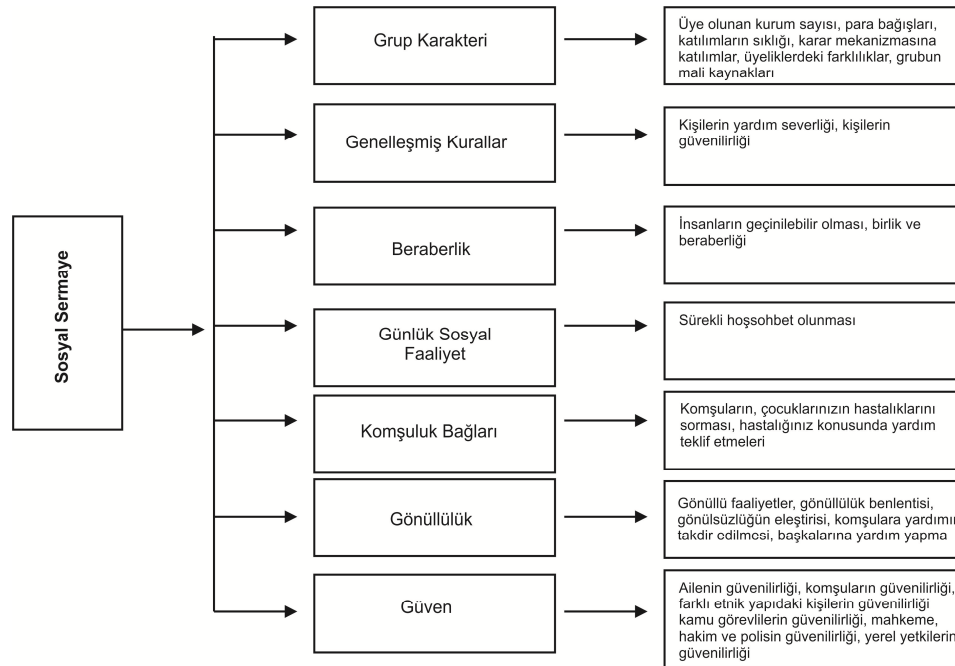 Sosyal Sermaye
Grup Karakteri
Üye olunan kurum sayısı, para bağışları,
katılımların sıklığı, karar mekanizmasına
katılımlar, üyeliklerdeki farklılıklar, grubun
mali kaynakları
Genelleşmiş Kurallar
Kişilerin yardım severliği, kişilerin
güvenilirliği
Beraberlik
İnsanların geçinilebilir olması, birlik ve
beraberliği
Günlük Sosyal
Faaliyet
Sürekli hoşsohbet olunması
Komşuluk Bağları
Komşuların, çocuklarınızın hastalıklarını
sorması, hastalığınız konusunda yardım
teklif etmeleri
Gönüllülük
Gönüllü faaliyetler, gönüllülük benlentisi,
gönülsüzlüğün eleştirisi, komşulara yardımın
takdir edilmesi, başkalarına yardım yapma
Güven
Ailenin güvenilirliği, komşuların güvenilirliği,
farklı etnik yapıdaki kişilerin güvenilirliği
kamu görevlilerin güvenilirliği, mahkeme,
hakim ve polisin güvenilirliği, yerel yetkilerin
güvenilirliği